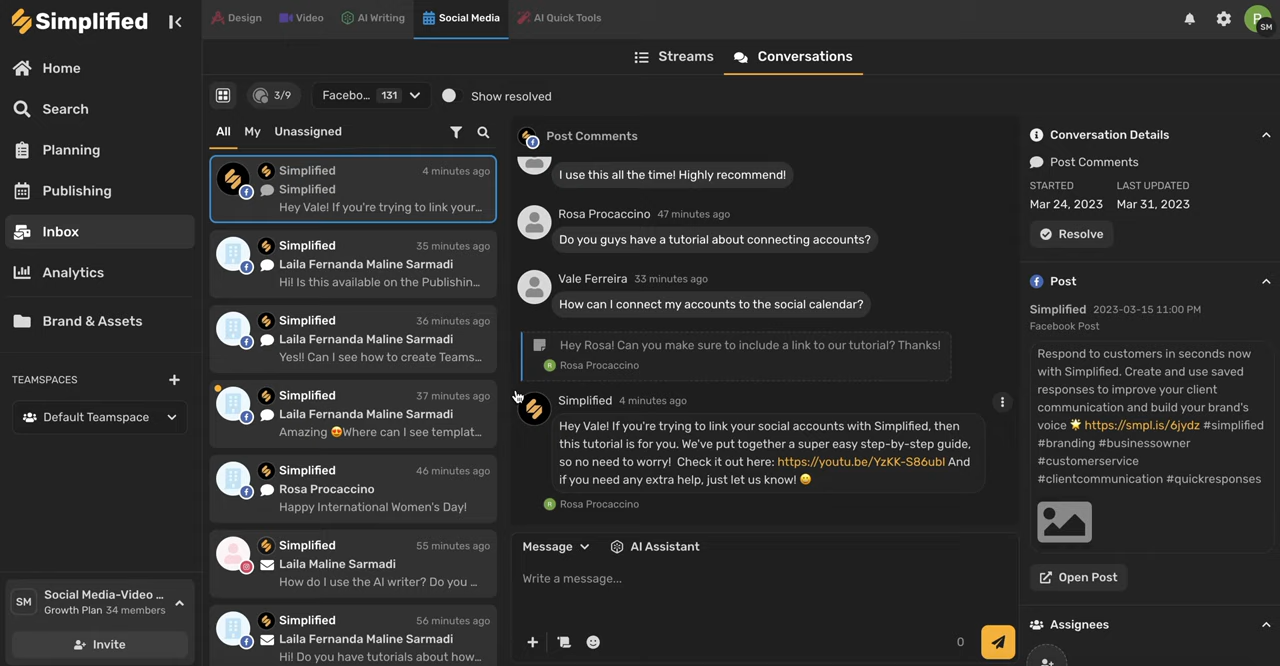 Simplified
Home
Search
Planning
Publishing
Inbox
Analytics
Brand & Assets
TEAMSPACES
Default Teamspace
SM
Social Media-Video ...
Growth Plan 34 members
Invite
Design
Video
AI Writing
Social Media
AI Quick Tools
SM
Streams
Conversations
3/9
Facebo... 131
Show resolved
All
My
Unassigned
Simplified 4 minutes ago
Simplified
Hey Vale! If you're trying to link your...
Simplified 35 minutes ago
Laila Fernanda Maline Sarmadi
Hi! Is this available on the Publishin...
Simplified 36 minutes ago
Laila Fernanda Maline Sarmadi
Yes!! Can I see how to create Teams...
Simplified 37 minutes ago
Laila Fernanda Maline Sarmadi
Amazing 😍Where can I see templat...
Simplified 46 minutes ago
Rosa Procaccino
Happy International Women's Day!
Simplified 55 minutes ago
Laila Maline Sarmadi
How do I use the AI writer? Do you ...
Simplified 56 minutes ago
Laila Fernanda Maline Sarmadi
Hi! Do you have tutorials about how...
Post Comments
I use this all the time! Highly recommend!
Rosa Procaccino 47 minutes ago
Do you guys have a tutorial about connecting accounts?
Vale Ferreira 33 minutes ago
How can I connect my accounts to the social calendar?
Hey Rosa! Can you make sure to include a link to our tutorial? Thanks!
R Rosa Procaccino
Simplified 4 minutes ago
Hey Vale! If you're trying to link your social accounts with Simplified, then
this tutorial is for you. We've put together a super easy step-by-step guide,
so no need to worry! Check it out here: https://youtu.be/YzKK-S86ubI And
if you need any extra help, just let us know! 😄
R Rosa Procaccino
Message
AI Assistant
Write a message...
0
Conversation Details
Post Comments
STARTED LAST UPDATED
Mar 24, 2023 Mar 31, 2023
Resolve
Post
Simplified 2023-03-15 11:00 PM
Facebook Post
Respond to customers in seconds now
with Simplified. Create and use saved
responses to improve your client
communication and build your brand's
voice 🌟 https://smpl.is/6jydz #simplified
#branding #businessowner
#customerservice
#clientcommunication #quickresponses
Open Post
Assignees